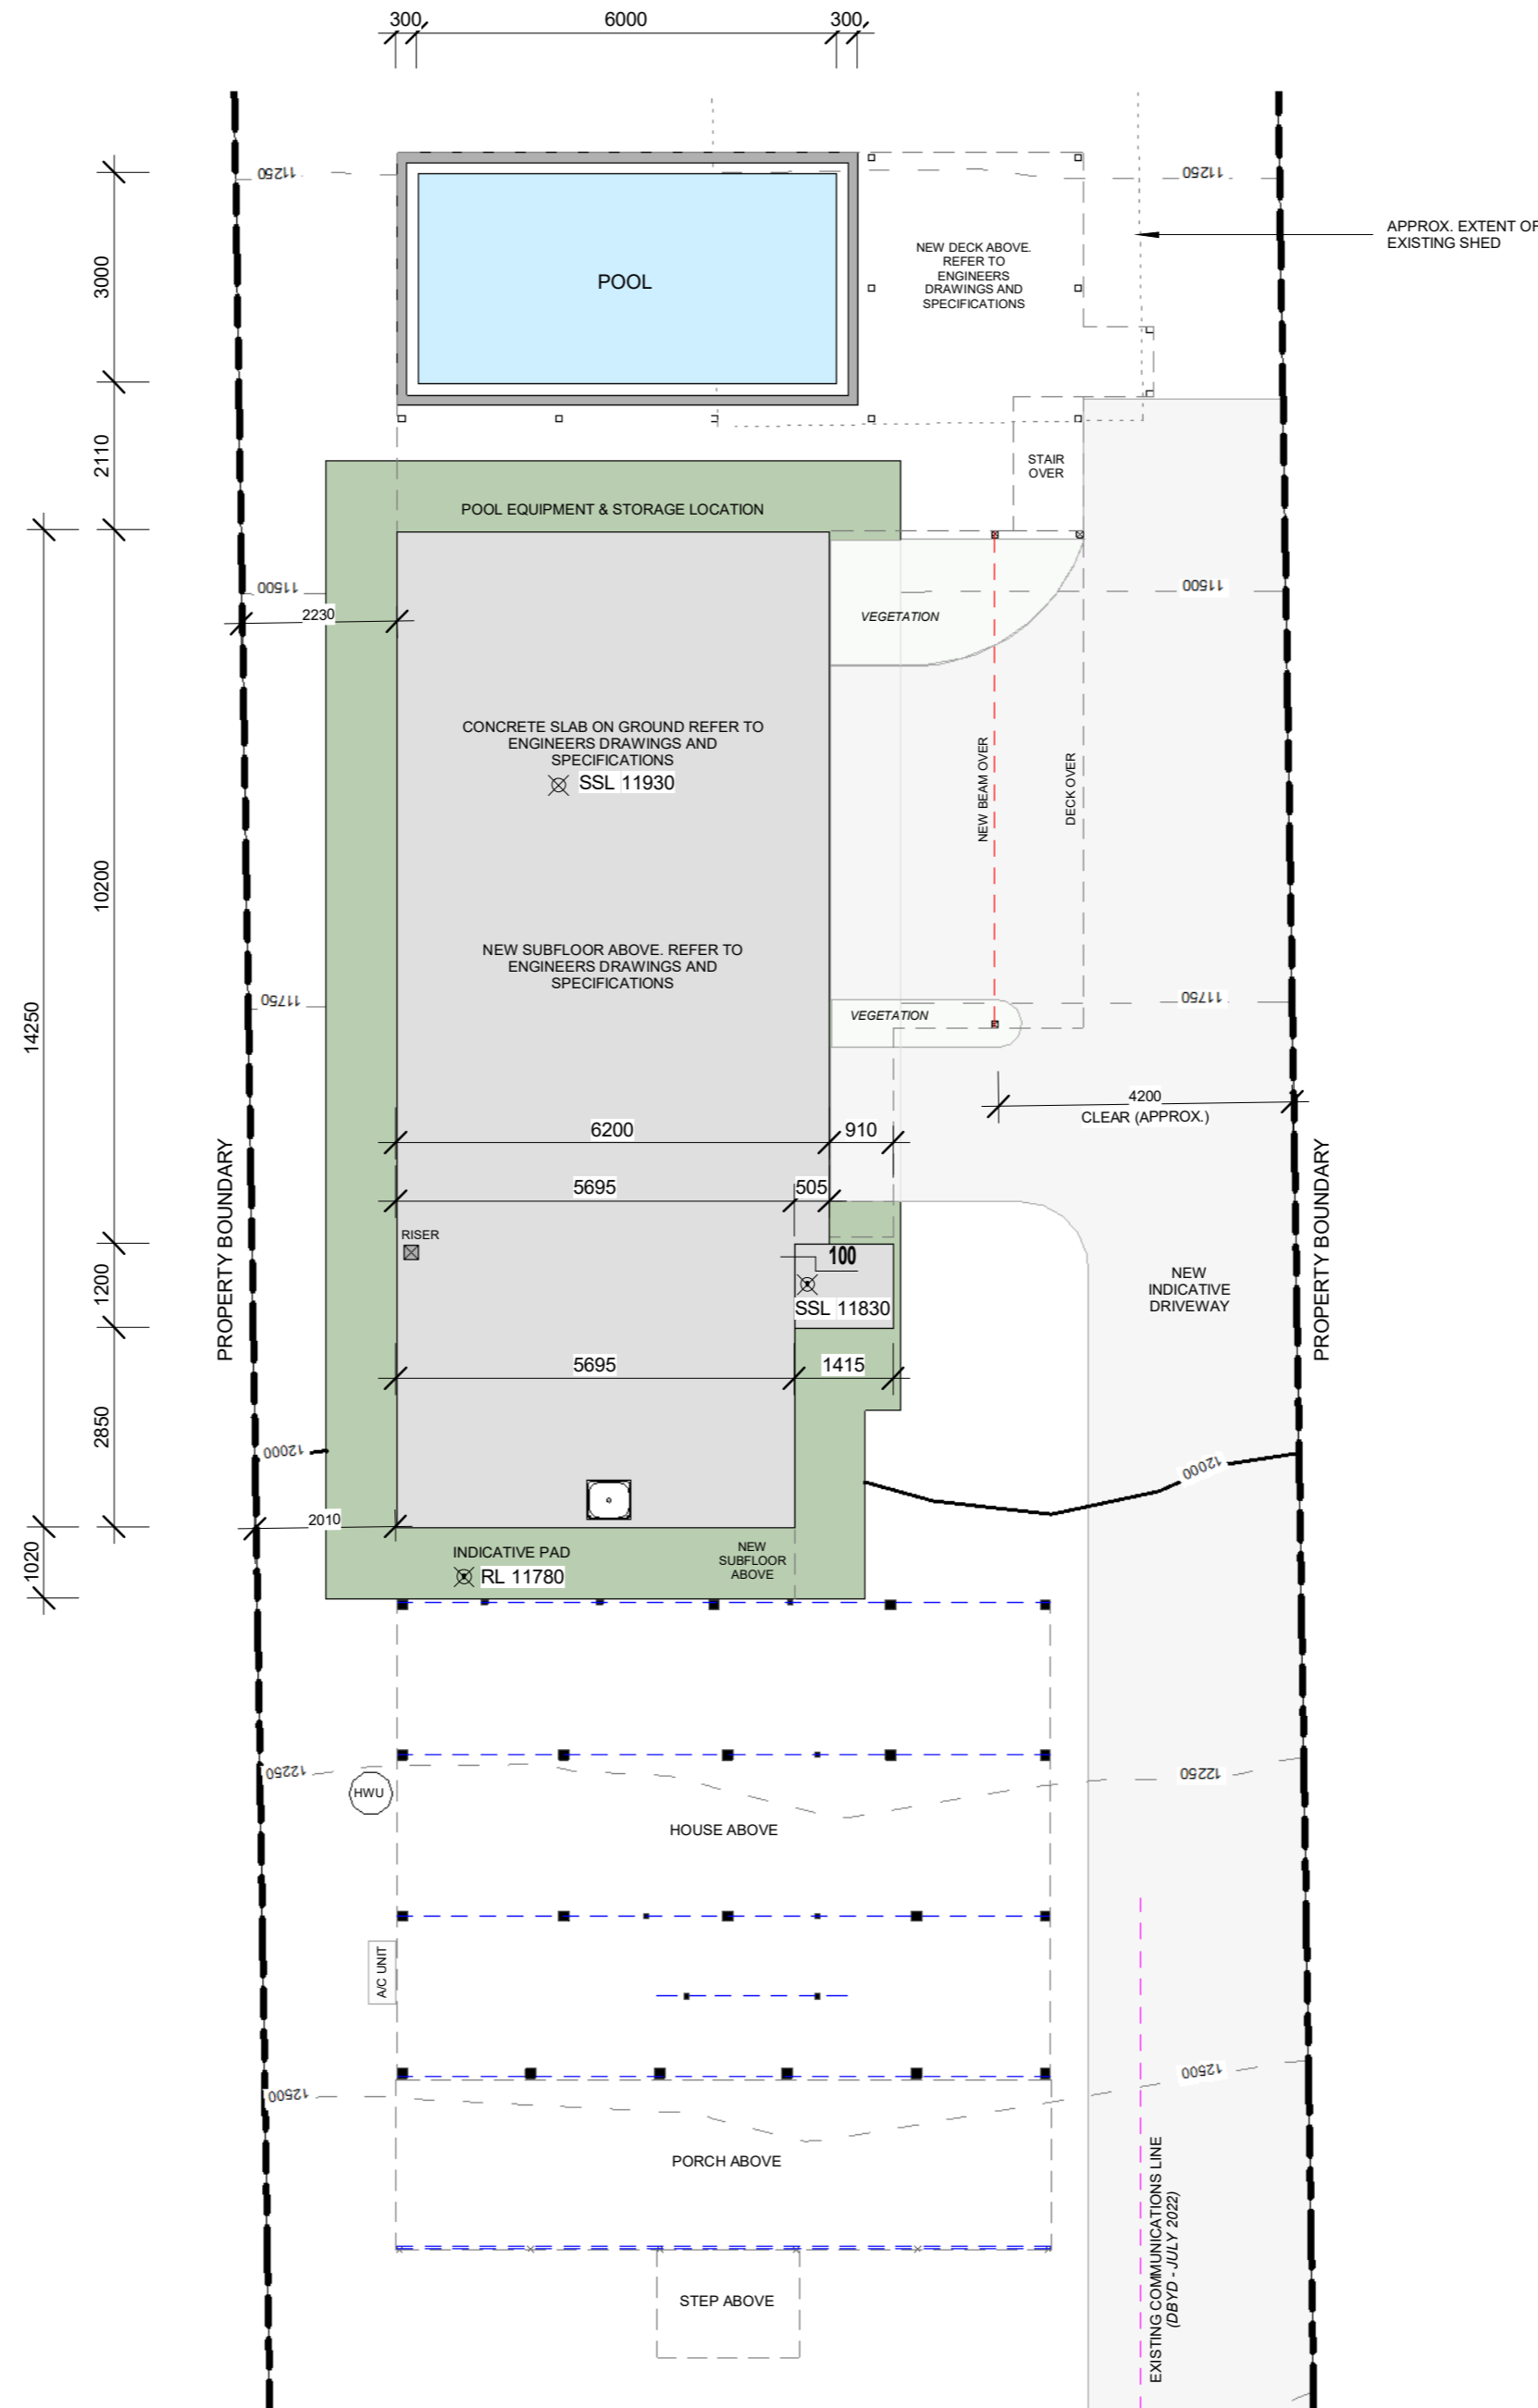 300
6000
300
11250
11250
APPROX. EXTENT OF
EXISTING SHED
NEW DECK ABOVE.
REFER TO
ENGINEERS
DRAWINGS AND
SPECIFICATIONS
3000
POOL
2110
STAIR
OVER
POOL EQUIPMENT & STORAGE LOCATION
11500
11500
2230
VEGETATION
CONCRETE SLAB ON GROUND REFER TO
ENGINEERS DRAWINGS AND
SPECIFICATIONS
SSL 11930
NEW BEAM OVER
DECK OVER
10200
14250
NEW SUBFLOOR ABOVE. REFER TO
ENGINEERS DRAWINGS AND
SPECIFICATIONS
11750
11750
VEGETATION
4200
CLEAR (APPROX.)
6200
910
PROPERTY BOUNDARY
PROPERTY BOUNDARY
5695
505
RISER
100
SSL 11830
NEW
INDICATIVE
DRIVEWAY
1200
5695
1415
2850
12000
12000
2010
1020
INDICATIVE PAD
RL 11780
NEW
SUBFLOOR
ABOVE
12250
12250
HWU
HOUSE ABOVE
A/C UNIT
12500
12500
PORCH ABOVE
EXISTING COMMUNICATIONS LINE
(DBYD - JULY 2022)
STEP ABOVE